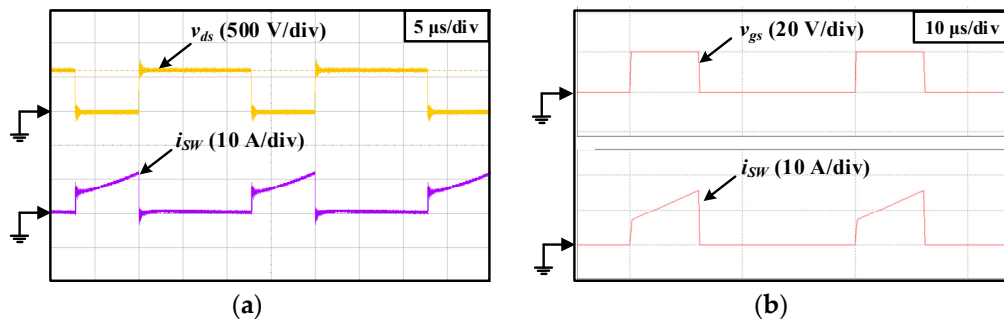 v_ds (500 V/div)
5 μs/div
i_SW (10 A/div)
(a)
v_gs (20 V/div)
10 μs/div
i_SW (10 A/div)
(b)